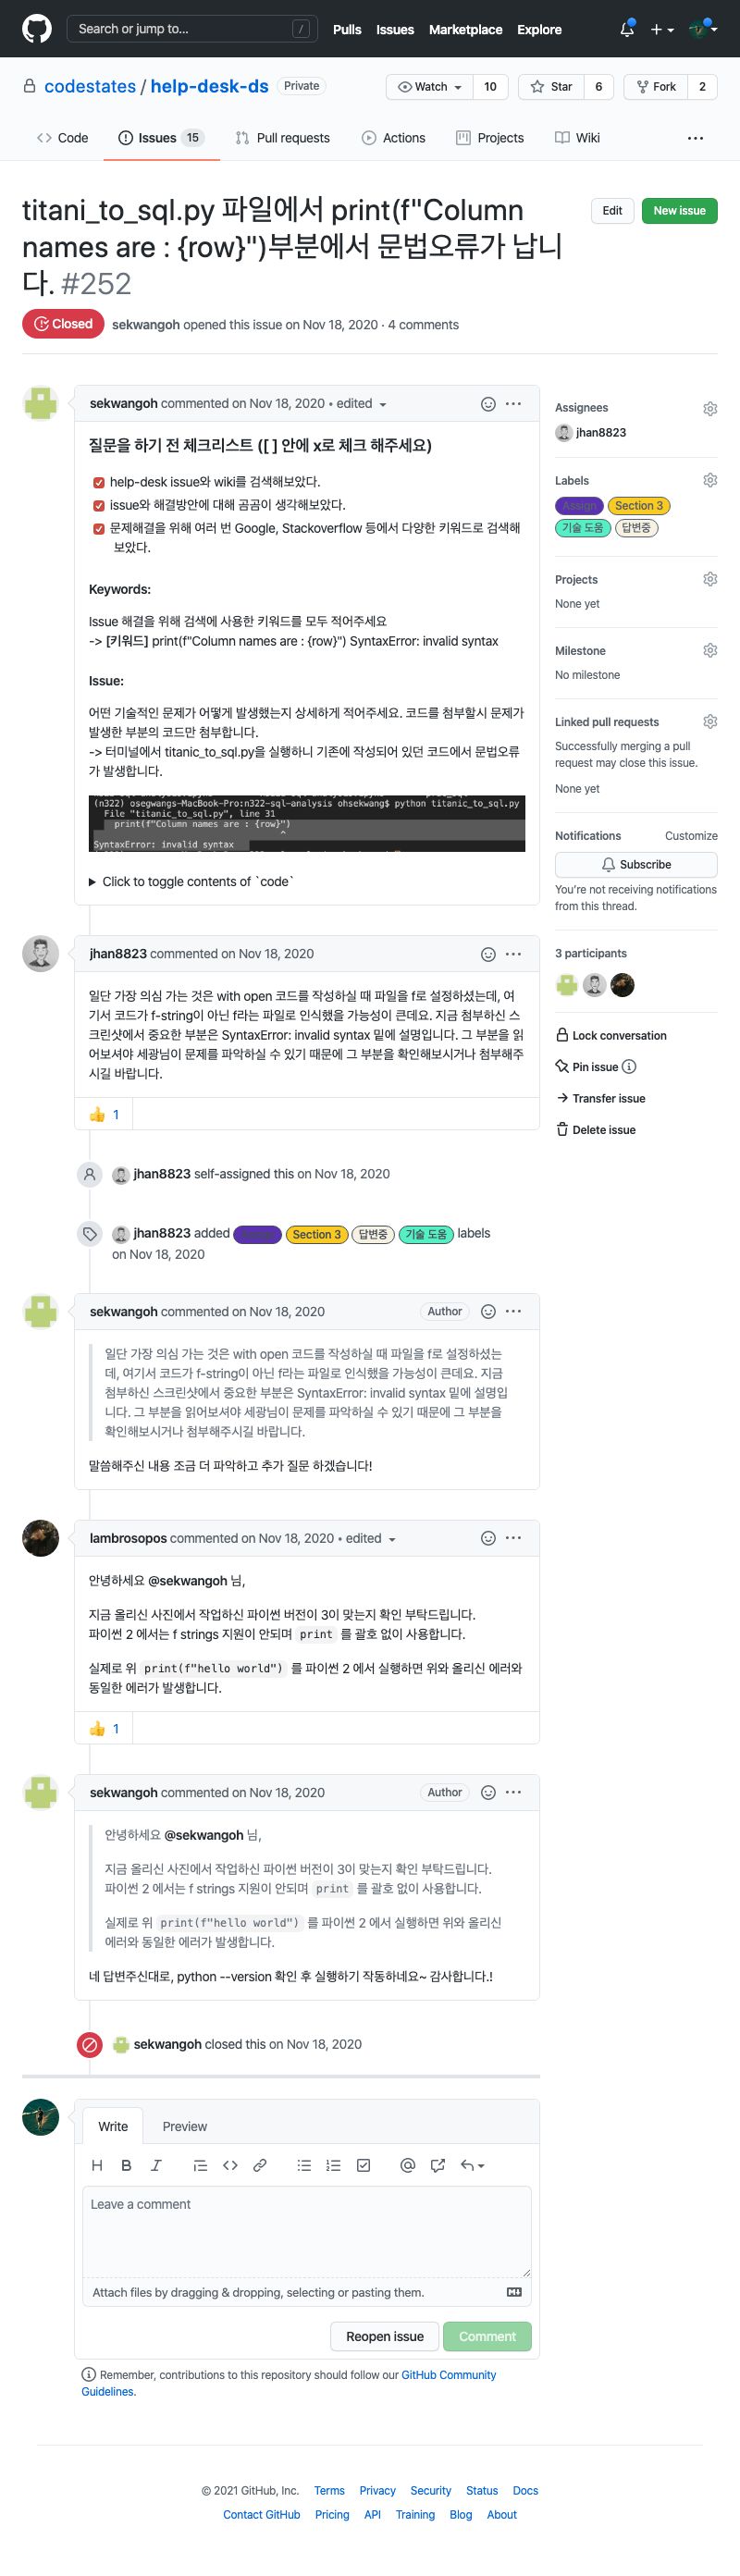 Search or jump to...
/
Pulls Issues Marketplace Explore
codestates / help-desk-ds Private
Watch 10 Star 6 Fork 2
Code Issues 15 Pull requests Actions Projects Wiki
titani_to_sql.py 파일에서 print(f"Column
names are : {row}")부분에서 문법오류가 납니
다. #252
Edit New issue
Closed sekwangoh opened this issue on Nov 18, 2020 · 4 comments
sekwangoh commented on Nov 18, 2020 • edited
질문을 하기 전 체크리스트 ([ ] 안에 x로 체크 해주세요)
help-desk issue와 wiki를 검색해보았다.
issue와 해결방안에 대해 곰곰이 생각해보았다.
문제해결을 위해 여러 번 Google, Stackoverflow 등에서 다양한 키워드로 검색해
보았다.
Keywords:
Issue 해결을 위해 검색에 사용한 키워드를 모두 적어주세요
-> [키워드] print(f"Column names are : {row}") SyntaxError: invalid syntax
Issue:
어떤 기술적인 문제가 어떻게 발생했는지 상세하게 적어주세요. 코드를 첨부할시 문제가
발생한 부분의 코드만 첨부합니다.
-> 터미널에서 titanic_to_sql.py을 실행하니 기존에 작성되어 있던 코드에서 문법오류
가 발생합니다.
(n322) osegwangs-MacBook-Pro:n322-sql-analysis ohsekwang$ python titanic_to_sql.py
File "titanic_to_sql.py", line 31
print(f"Column names are : {row}")
^
SyntaxError: invalid syntax
Click to toggle contents of `code`
Assignees
jhan8823
Labels
Assign Section 3
기술 도움 답변중
Projects
None yet
Milestone
No milestone
Linked pull requests
Successfully merging a pull
request may close this issue.
None yet
Notifications Customize
Subscribe
You're not receiving notifications
from this thread.
3 participants
Lock conversation
Pin issue
Transfer issue
Delete issue
jhan8823 commented on Nov 18, 2020
일단 가장 의심 가는 것은 with open 코드를 작성하실 때 파일을 f로 설정하셨는데, 여
기서 코드가 f-string이 아닌 f라는 파일로 인식했을 가능성이 큰데요. 지금 첨부하신 스
크린샷에서 중요한 부분은 SyntaxError: invalid syntax 밑에 설명입니다. 그 부분을 읽
어보셔야 세광님이 문제를 파악하실 수 있기 때문에 그 부분을 확인해보시거나 첨부해주
시길 바랍니다.
👍 1
jhan8823 self-assigned this on Nov 18, 2020
jhan8823 added Assign Section 3 답변중 기술 도움 labels
on Nov 18, 2020
sekwangoh commented on Nov 18, 2020 Author
일단 가장 의심 가는 것은 with open 코드를 작성하실 때 파일을 f로 설정하셨는
데, 여기서 코드가 f-string이 아닌 f라는 파일로 인식했을 가능성이 큰데요. 지금
첨부하신 스크린샷에서 중요한 부분은 SyntaxError: invalid syntax 밑에 설명입
니다. 그 부분을 읽어보셔야 세광님이 문제를 파악하실 수 있기 때문에 그 부분을
확인해보시거나 첨부해주시길 바랍니다.
말씀해주신 내용 조금 더 파악하고 추가 질문 하겠습니다!
lambrosopos commented on Nov 18, 2020 • edited
안녕하세요 @sekwangoh 님,
지금 올리신 사진에서 작업하신 파이썬 버전이 3이 맞는지 확인 부탁드립니다.
파이썬 2 에서는 f strings 지원이 안되며 print 를 괄호 없이 사용합니다.
실제로 위 print(f"hello world") 를 파이썬 2 에서 실행하면 위와 올리신 에러와
동일한 에러가 발생합니다.
👍 1
sekwangoh commented on Nov 18, 2020 Author
안녕하세요 @sekwangoh 님,
지금 올리신 사진에서 작업하신 파이썬 버전이 3이 맞는지 확인 부탁드립니다.
파이썬 2 에서는 f strings 지원이 안되며 print 를 괄호 없이 사용합니다.
실제로 위 print(f"hello world") 를 파이썬 2 에서 실행하면 위와 올리신
에러와 동일한 에러가 발생합니다.
네 답변주신대로, python --version 확인 후 실행하기 작동하네요~ 감사합니다.!
sekwangoh closed this on Nov 18, 2020
Write Preview
Leave a comment
Attach files by dragging & dropping, selecting or pasting them.
Reopen issue Comment
Remember, contributions to this repository should follow our GitHub Community
Guidelines.
© 2021 GitHub, Inc. Terms Privacy Security Status Docs
Contact GitHub Pricing API Training Blog About